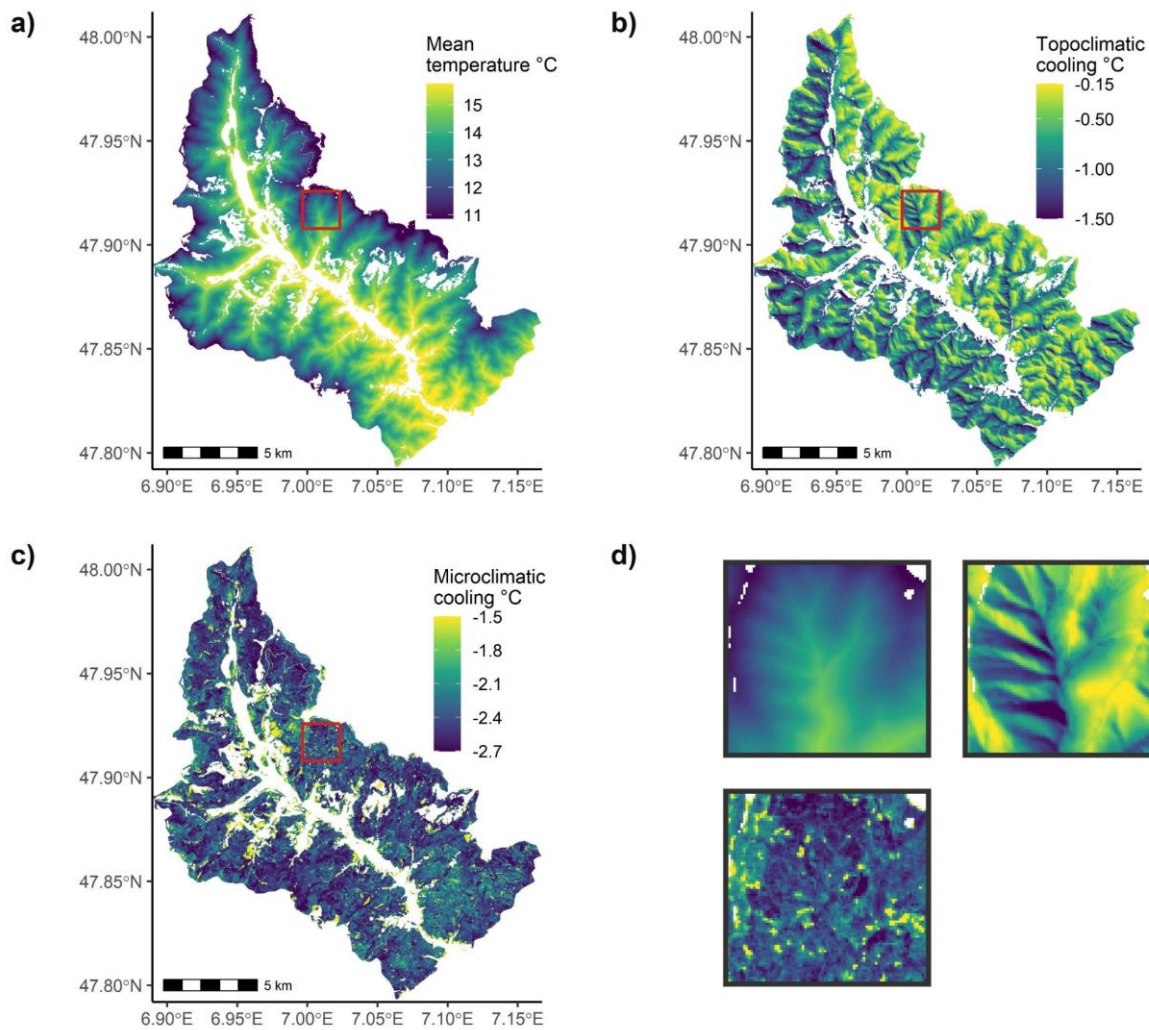 a)
Mean
temperature °C
15
14
13
12
11
48.00°N
47.95°N
47.90°N
47.85°N
47.80°N
5 km
6.90°E 6.95°E 7.00°E 7.05°E 7.10°E 7.15°E
b)
Topoclimatic
cooling °C
-0.15
-0.50
-1.00
-1.50
48.00°N
47.95°N
47.90°N
47.85°N
47.80°N
5 km
6.90°E 6.95°E 7.00°E 7.05°E 7.10°E 7.15°E
c)
Microclimatic
cooling °C
-1.5
-1.8
-2.1
-2.4
-2.7
48.00°N
47.95°N
47.90°N
47.85°N
47.80°N
5 km
6.90°E 6.95°E 7.00°E 7.05°E 7.10°E 7.15°E
d)